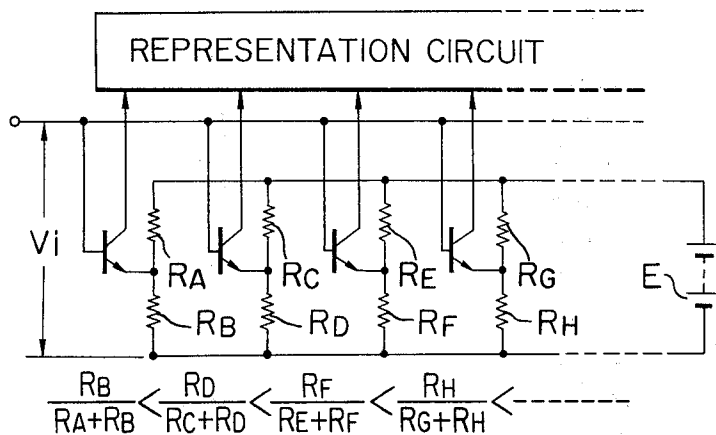 REPRESENTATION CIRCUIT
Vi
RA RC RE RG E
RB RD RF RH
RB/RA+RB < RD/RC+RD < RF/RE+RF < RH/RG+RH <